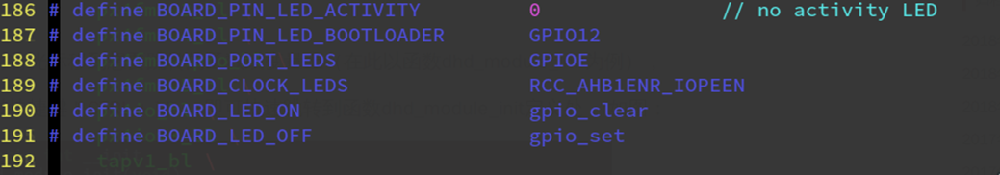 186 # define BOARD_PIN_LED_ACTIVITY 0 // no activity LED
187 # define BOARD_PIN_LED_BOOTLOADER GPIO12
188 # define BOARD_PORT_LEDS GPIOE
189 # define BOARD_CLOCK_LEDS RCC_AHB1ENR_IOPEEN
190 # define BOARD_LED_ON gpio_clear
191 # define BOARD_LED_OFF gpio_set
192
tapv1_bl \